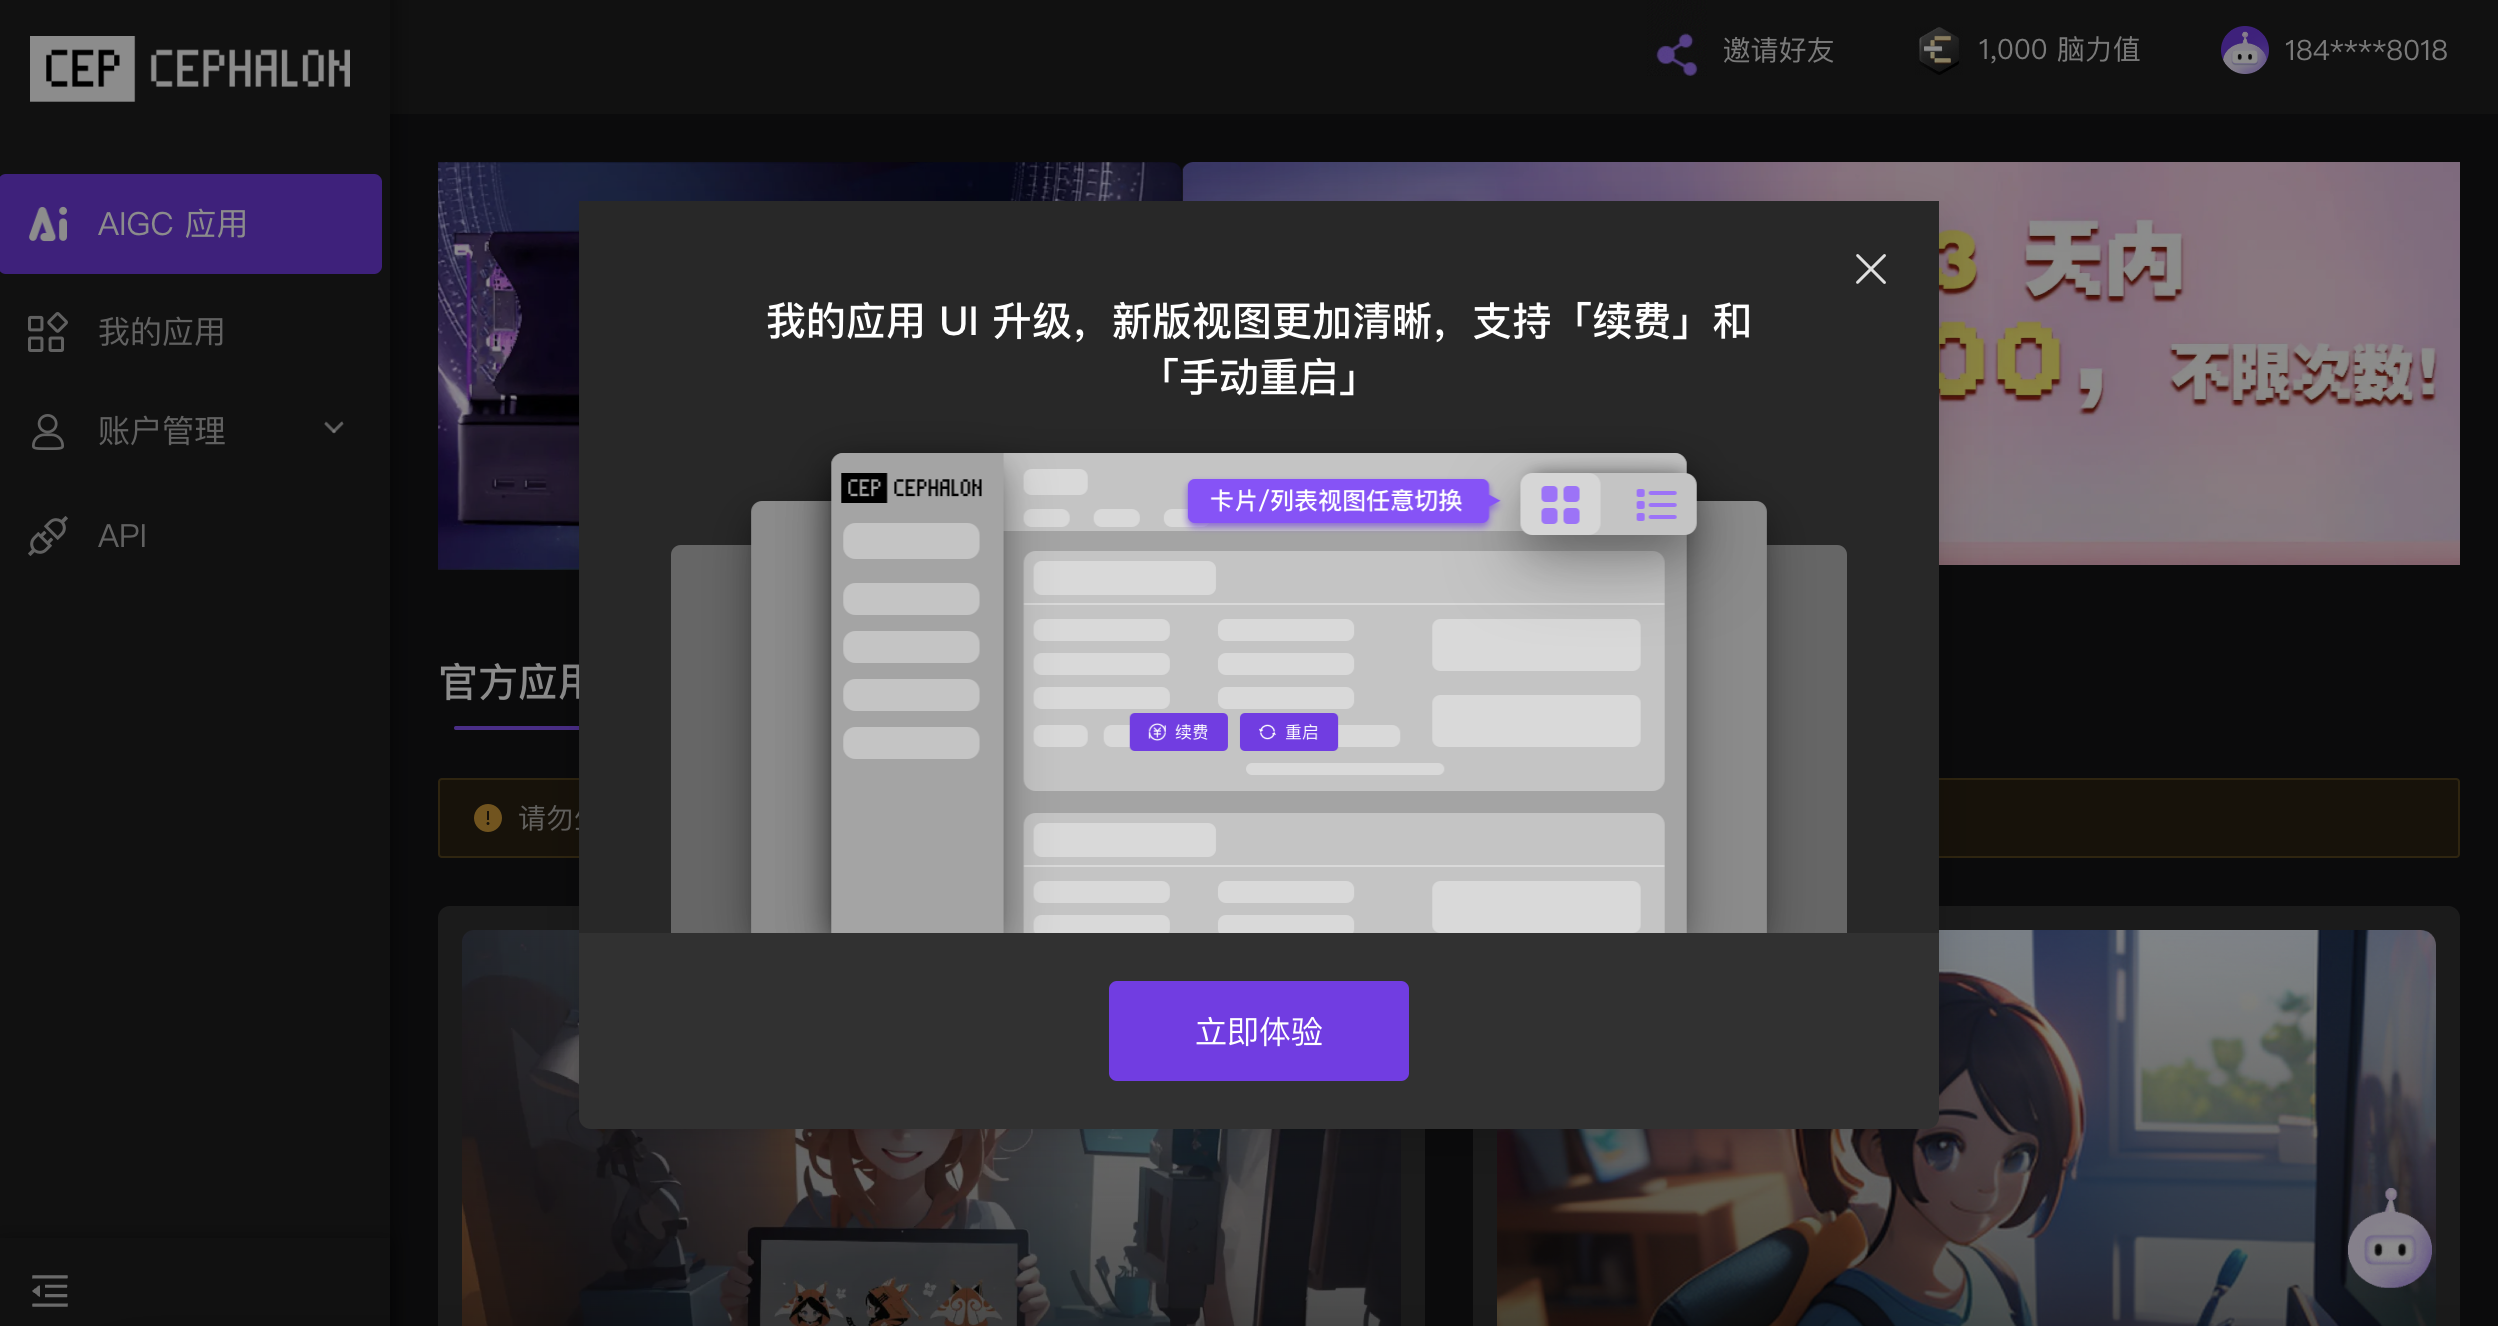 CEP CEPHALON
邀请好友
1,000 脑力值
184****8018
AIGC 应用
我的应用
账户管理
API
3 天内
00，不限次数!
我的应用 UI 升级，新版视图更加清晰，支持「续费」和
「手动重启」
CEP CEPHALON
卡片/列表视图任意切换
续费
重启
官方应用
请勿
立即体验